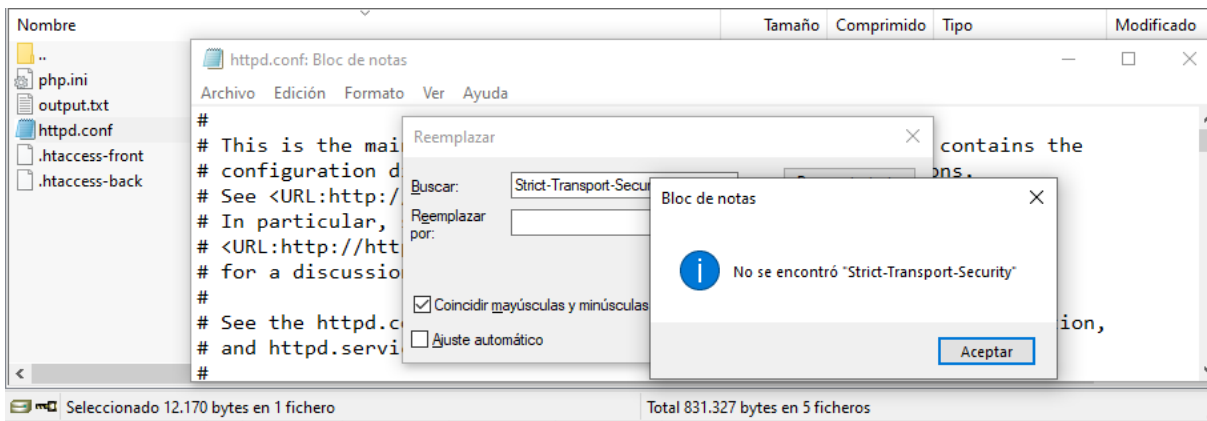 Nombre Tamaño Comprimido Tipo Modificado
..
php.ini
output.txt
httpd.conf
.htaccess-front
.htaccess-back
httpd.conf: Bloc de notas
Archivo Edición Formato Ver Ayuda
#
# This is the mai contains the
# configuration d ons.
# See <URL:http:/
# In particular,
# <URL:http://htt
# for a discussio
#
# See the httpd.c ion,
# and httpd.servi
#
Reemplazar
Buscar: Strict-Transport-Secur
Reemplazar
por:
Coincidir mayúsculas y minúsculas
Ajuste automático
Bloc de notas
No se encontró "Strict-Transport-Security"
Aceptar
Seleccionado 12.170 bytes en 1 fichero Total 831.327 bytes en 5 ficheros